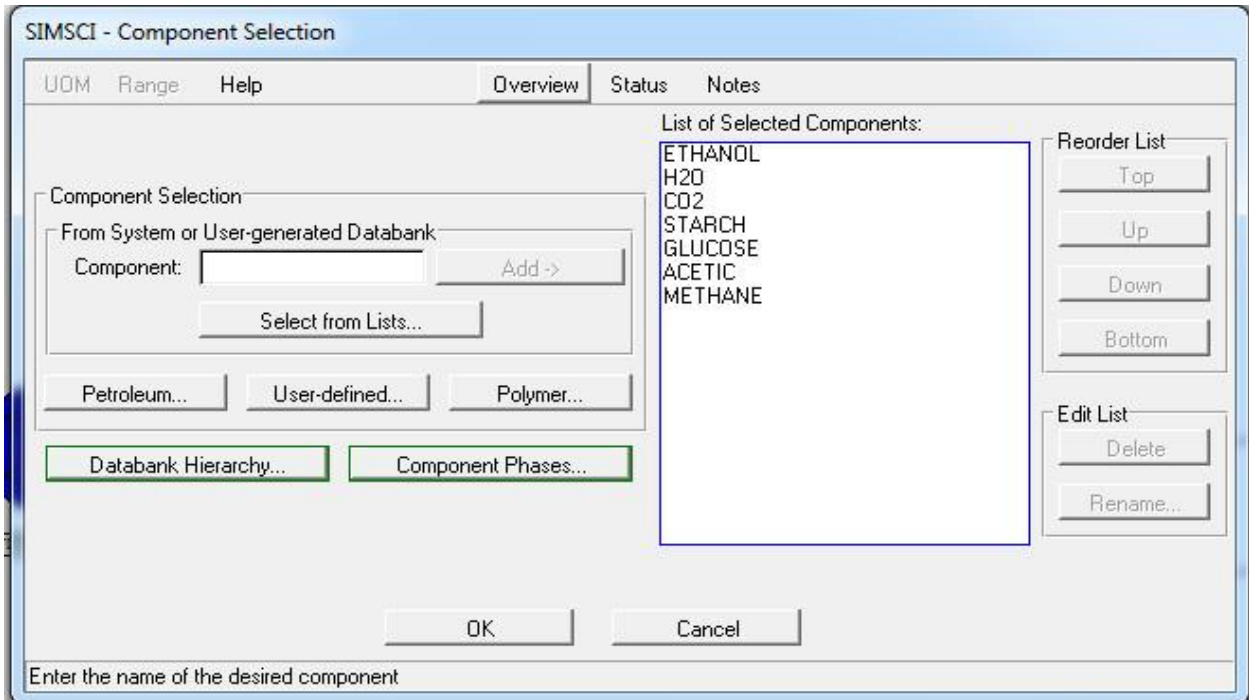 SIMSCI - Component Selection
UOM Range Help Overview Status Notes
List of Selected Components:
ETHANOL
H2O
CO2
STARCH
GLUCOSE
ACETIC
METHANE
Component Selection
From System or User-generated Databank
Component: Add ->
Select from Lists...
Petroleum... User-defined... Polymer...
Databank Hierarchy... Component Phases...
Reorder List
Top
Up
Down
Bottom
Edit List
Delete
Rename...
OK Cancel
Enter the name of the desired component